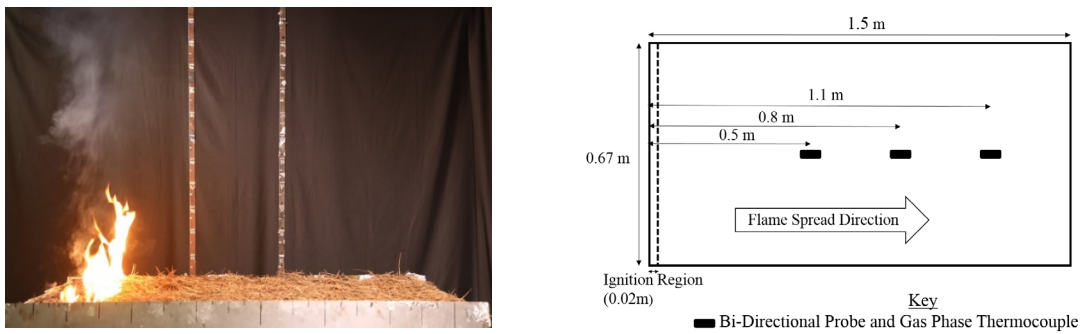 1.5 m
1.1 m
0.8 m
0.5 m
0.67 m
Flame Spread Direction
Ignition Region
(0.02m)
Key
Bi-Directional Probe and Gas Phase Thermocouple